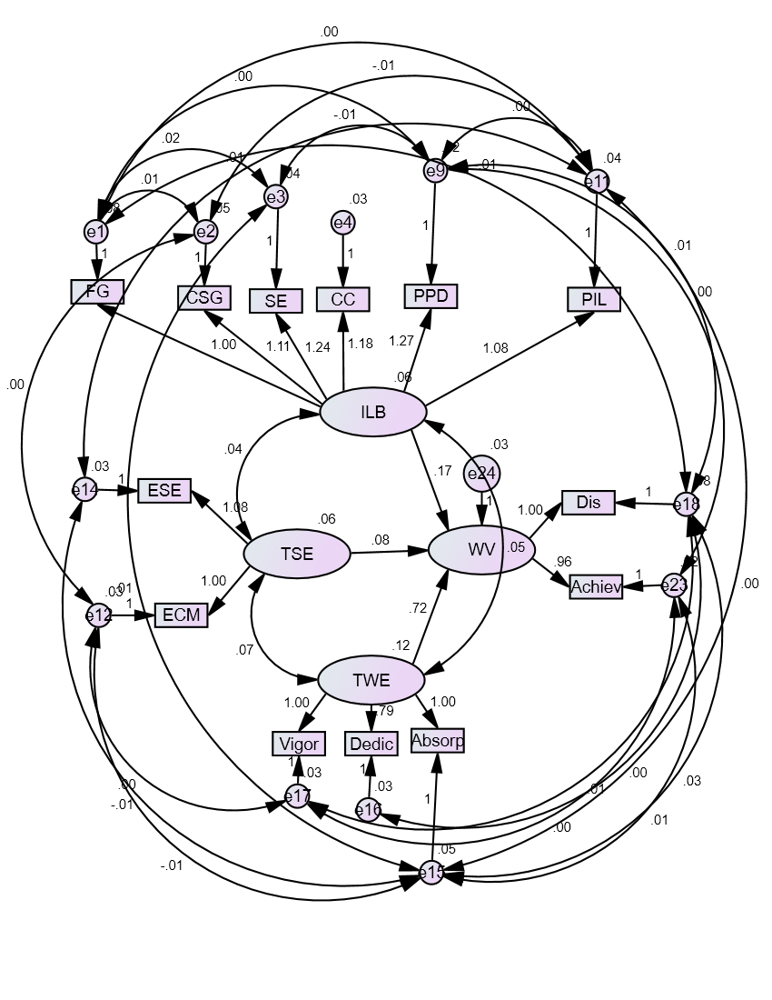 .00
-.01
.00
.00
-.01
.02
.04
.01
.01
.01
e9
e11
e3
e1
e2
e4
.03
1
1
1
1
1
1
.01
.00
FG
CSG
SE
CC
PPD
PIL
1.00
1.11
1.24
1.18
1.27
1.08
.06
ILB
.00
.04
.17
.03
e24
1
.03
e14
1
ESE
1.08
.06
TSE
.08
WV
.05
1.00
Dis
1
e18
.96
Achiev
1
e23
.00
1.00
.01
e12
1
ECM
.07
.72
.12
TWE
1.00
.79
1.00
Vigor
Dedic
Absorp
1
.03
1
e17
.03
e16
1
.00
-.01
.01
.00
.03
.00
.01
.05
e15
-.01